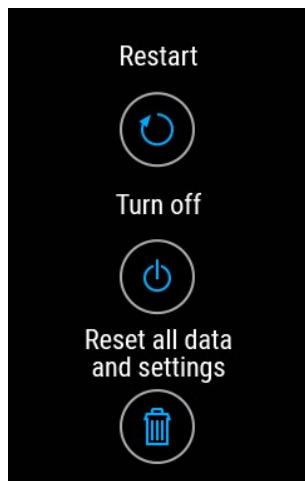 Restart
Turn off
Reset all data
and settings